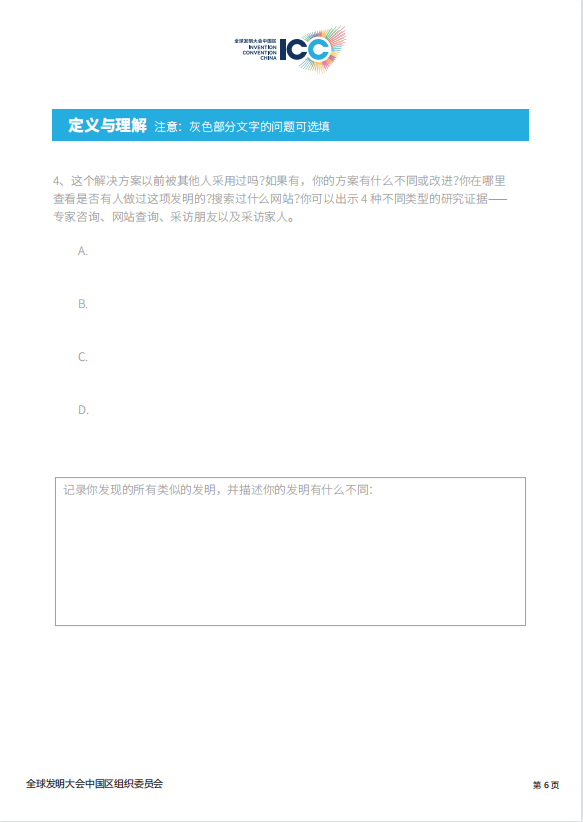 全球发明大会中国区
INVENTION
CONVENTION
CHINA
ICC
定义与理解 注意：灰色部分文字的问题可选填
4、这个解决方案以前被其他人采用过吗?如果有，你的方案有什么不同或改进?你在哪里
查看是否有人做过这项发明的?搜索过什么网站?你可以出示 4 种不同类型的研究证据——
专家咨询、网站查询、采访朋友以及采访家人。
A.
B.
C.
D.
记录你发现的所有类似的发明，并描述你的发明有什么不同：
全球发明大会中国区组织委员会
第 6 页